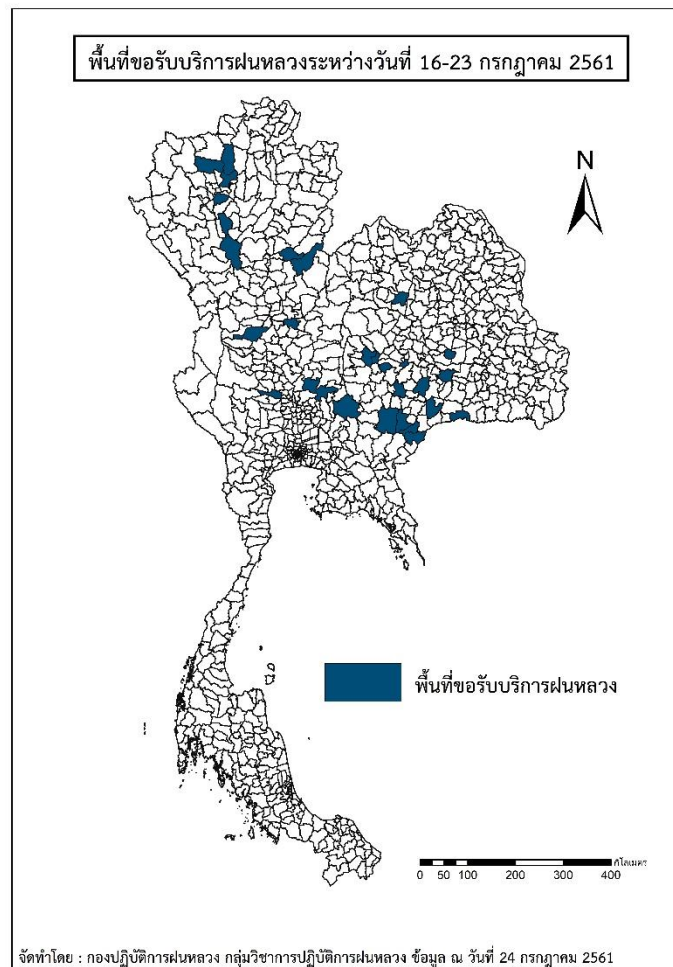 พื้นที่ขอรับบริการฝนหลวงระหว่างวันที่ 16-23 กรกฎาคม 2561
N
พื้นที่ขอรับบริการฝนหลวง
กิโลเมตร
0 50 100 200 300 400
จัดทำโดย : กองปฏิบัติการฝนหลวง กลุ่มวิชาการปฏิบัติการฝนหลวง ข้อมูล ณ วันที่ 24 กรกฎาคม 2561